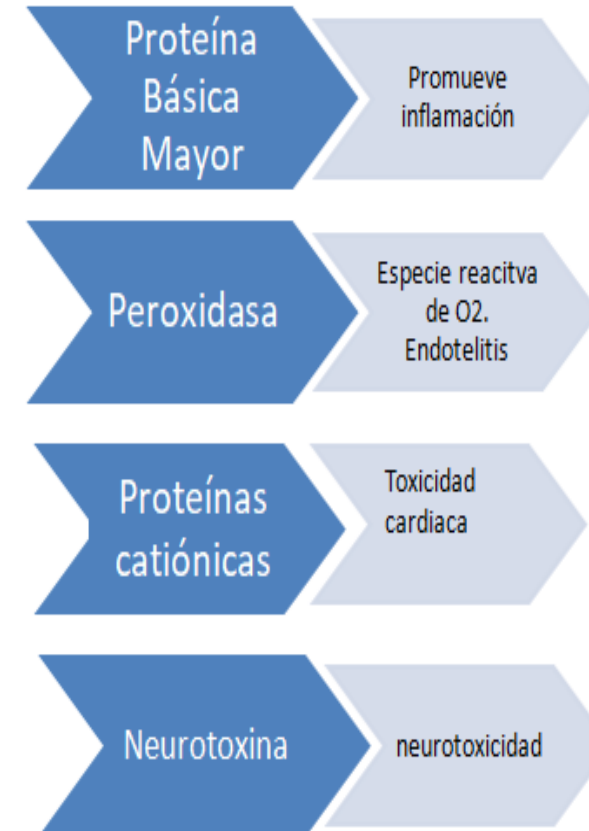 Proteína
Básica
Mayor
Promueve
inflamación
Peroxidasa
Especie reacitva
de O2.
Endotelitis
Proteínas
catiónicas
Toxicidad
cardiaca
Neurotoxina
neurotoxicidad